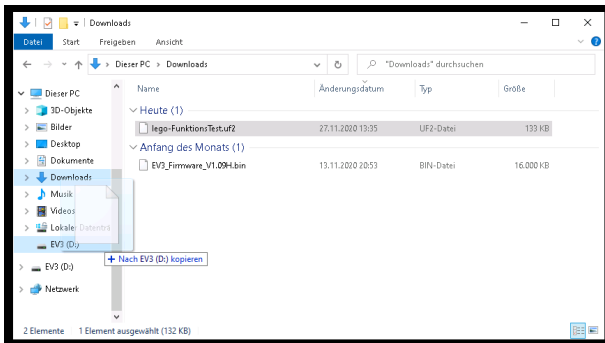 Downloads
Datei Start Freigeben Ansicht
Dieser PC > Downloads "Downloads" durchsuchen
Name Änderungsdatum Typ Größe
Dieser PC
3D-Objekte
Bilder
Desktop
Dokumente
Downloads
Musik
Videos
Lokaler Datenträ
EV3 (D:)
EV3 (D:)
Netzwerk
Heute (1)
lego-FunktionsTest.uf2 27.11.2020 13:35 UF2-Datei 133 KB
Anfang des Monats (1)
EV3_Firmware_V1.09H.bin 13.11.2020 20:53 BIN-Datei 16.000 KB
+ Nach EV3 (D:) kopieren
2 Elemente 1 Element ausgewählt (132 KB)